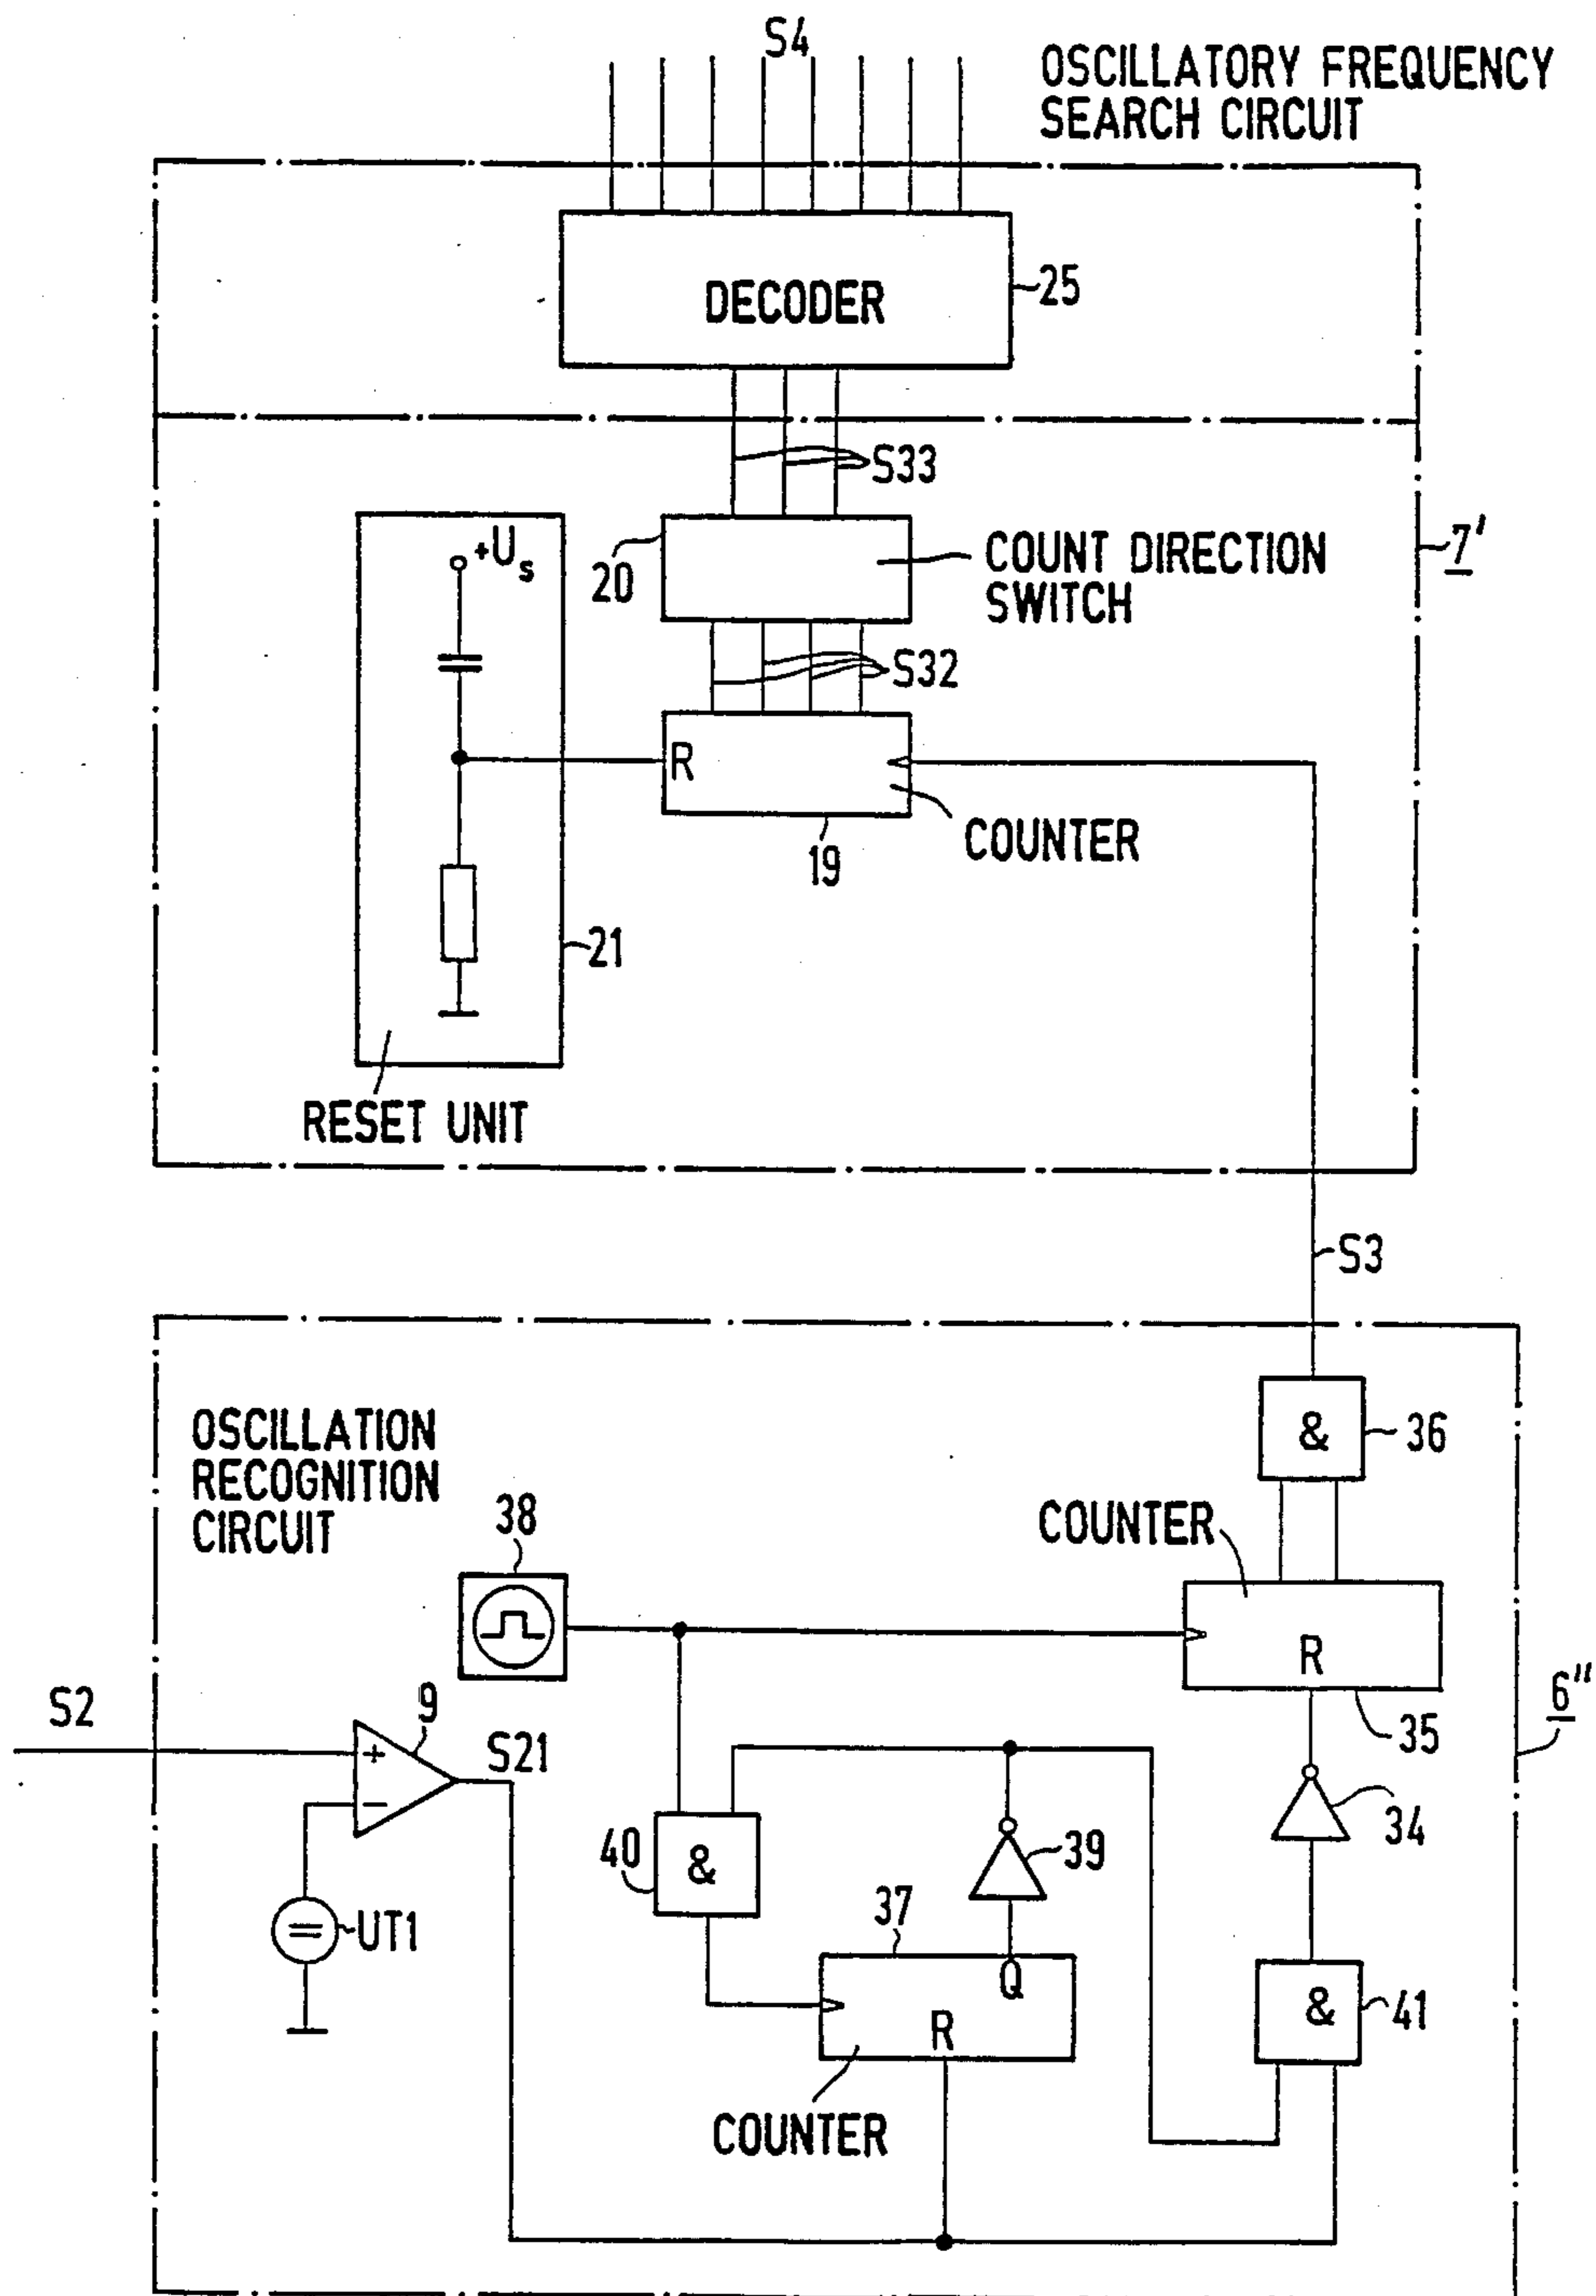 S4
OSCILLATORY FREQUENCY
SEARCH CIRCUIT
DECODER
25
S33
+Us
20
COUNT DIRECTION
SWITCH
7'
S32
R
COUNTER
19
21
RESET UNIT
S3
OSCILLATION
RECOGNITION
CIRCUIT
&
36
38
COUNTER
R
S2
9
S21
35
6"
+
−
34
40
&
39
37
UT1
Q
R
&
41
COUNTER